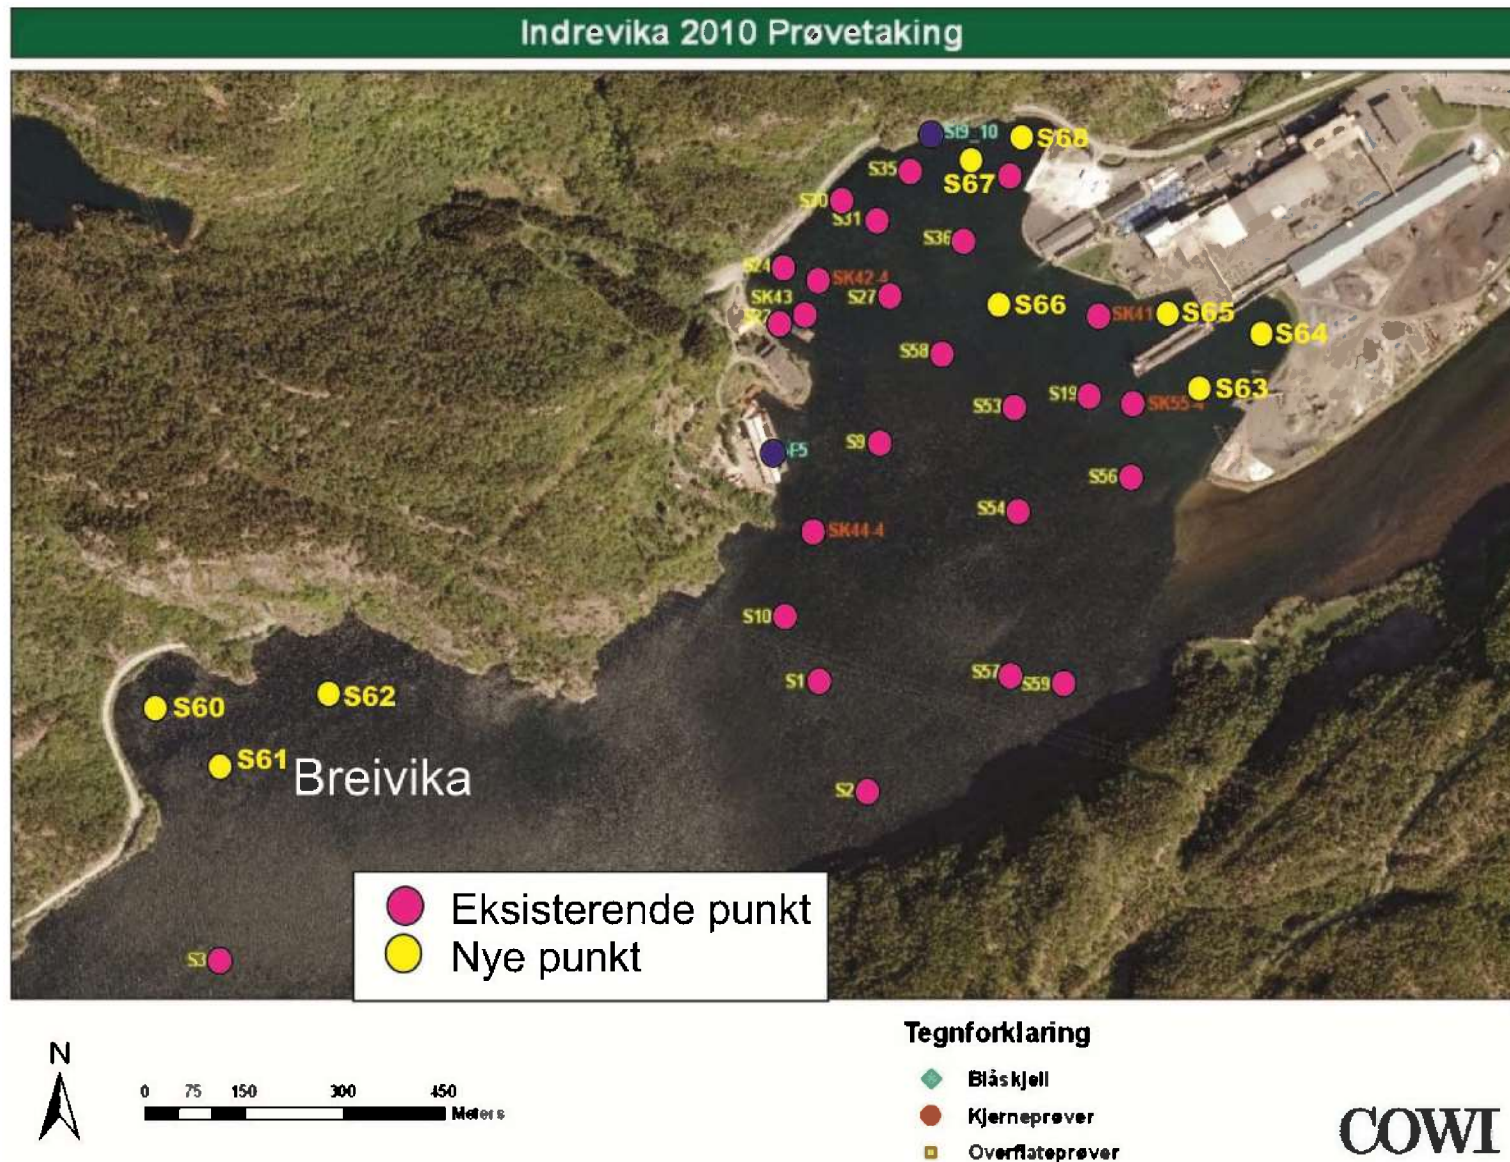 Indrevika 2010 Prøvetaking
St9_10
S68
S67
S35
S30
S31
S36
S24
SK42-4
S27
SK43
S66
SK41
S65
S64
S58
S63
S19
S53
SK55-4
S9
S56
S54
SK44-4
S10
S1
S57
S59
S60
S62
S61
Breivika
S2
S3
Eksisterende punkt
Nye punkt
N
0 75 150 300 450
Meters
Tegnforklaring
Blåskjell
Kjerneprøver
Overflateprøver
COWI